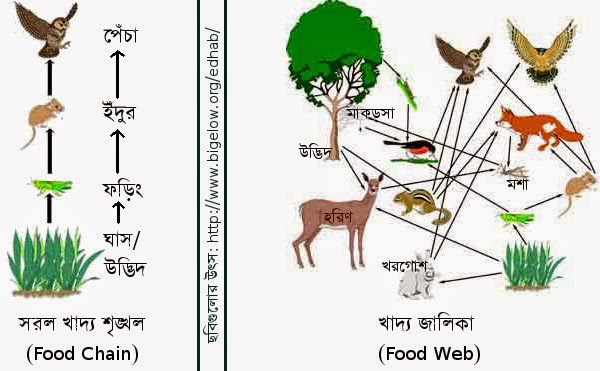 পেঁচা
ইঁদুর
ফড়িং
ঘাস/
উদ্ভিদ
সরল খাদ্য শৃঙ্খল
(Food Chain)
ছবিগুলোর উৎস: http://www.bigelow.org/edhab/
মাকড়সা
উদ্ভিদ
মশা
হরিণ
খরগোশ
খাদ্য জালিকা
(Food Web)